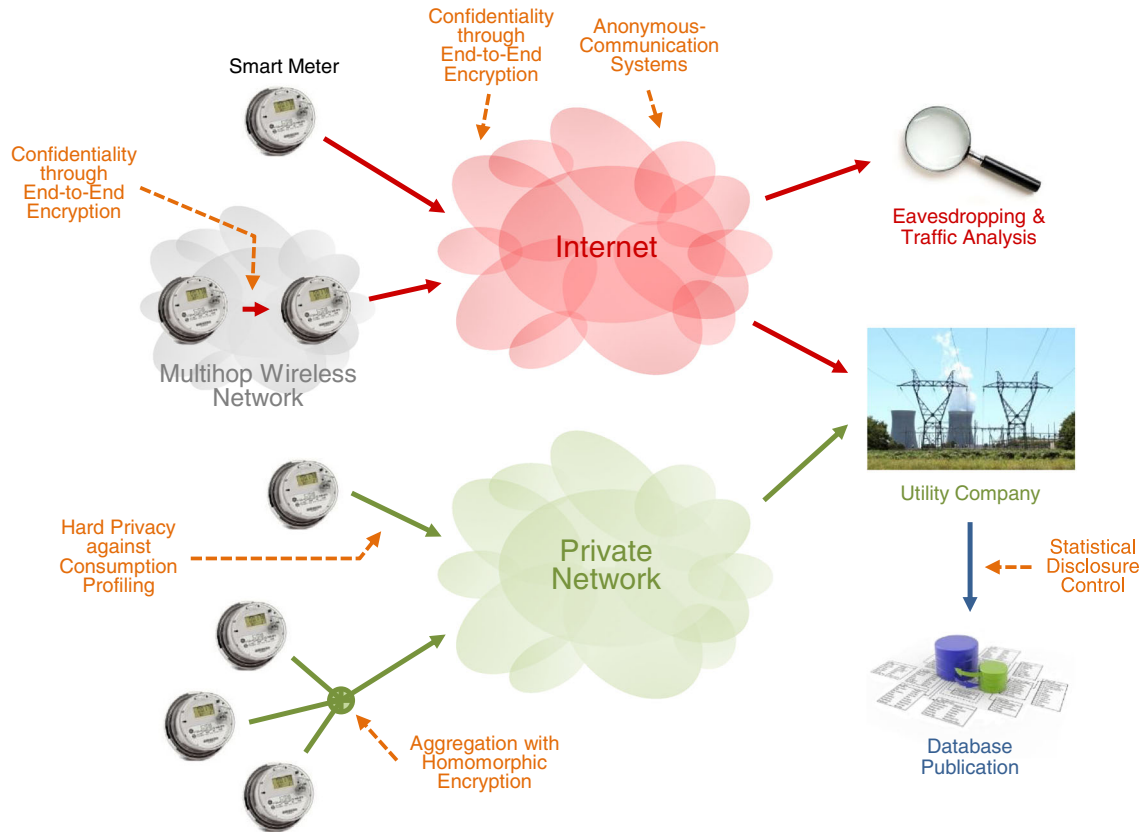 Confidentiality
through
End-to-End
Encryption
Anonymous-
Communication
Systems
Smart Meter
Confidentiality
through
End-to-End
Encryption
Internet
Eavesdropping &
Traffic Analysis
Multihop Wireless
Network
Utility Company
Hard Privacy
against
Consumption
Profiling
Private
Network
Statistical
Disclosure
Control
Aggregation with
Homomorphic
Encryption
Database
Publication